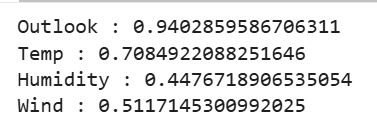 Outlook : 0.9402859586706311
Temp : 0.7084922088251646
Humidity : 0.4476718906535054
Wind : 0.5117145300992025